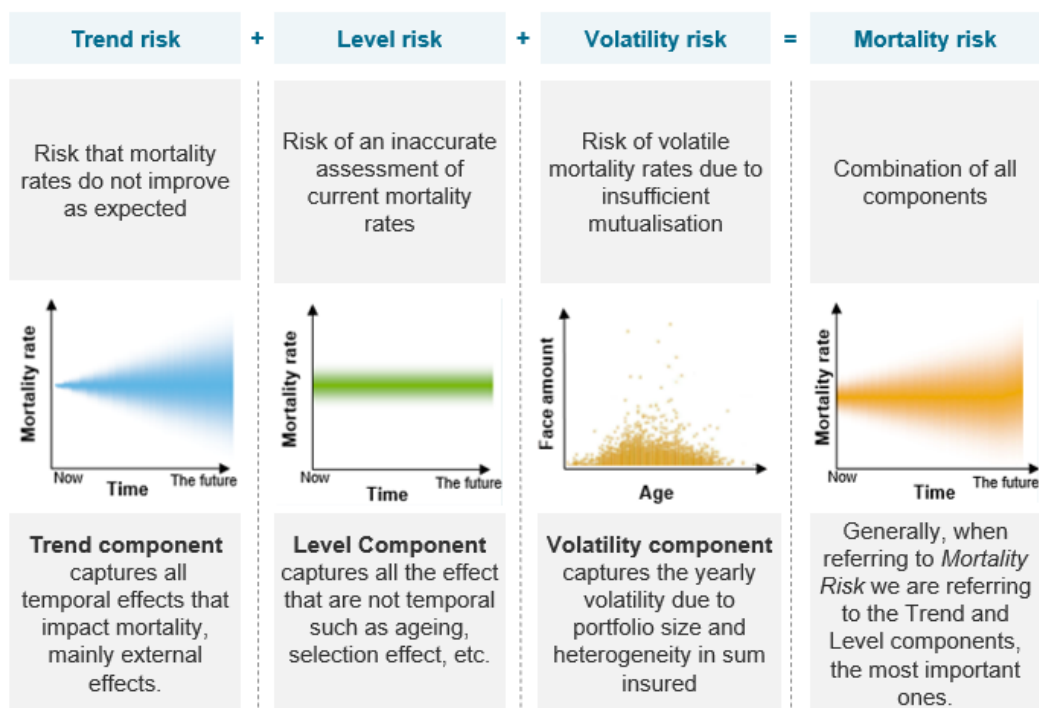 Trend risk + Level risk + Volatility risk = Mortality risk
Risk that mortality
rates do not improve
as expected
Risk of an inaccurate
assessment of
current mortality
rates
Risk of volatile
mortality rates due to
insufficient
mutualisation
Combination of all
components
Mortality rate
Now
Time
The future
Mortality rate
Now
Time
The future
Face amount
Age
Mortality rate
Now
Time
The future
Trend component
captures all
temporal effects that
impact mortality,
mainly external
effects.
Level Component
captures all the effect
that are not temporal
such as ageing,
selection effect, etc.
Volatility component
captures the yearly
volatility due to
portfolio size and
heterogeneity in sum
insured
Generally, when
referring to Mortality
Risk we are referring
to the Trend and
Level components,
the most important
ones.